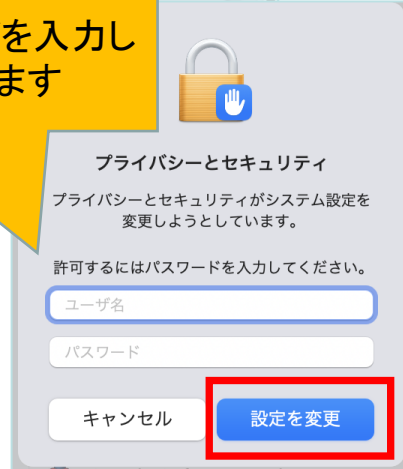 を入力し
ます
プライバシーとセキュリティ
プライバシーとセキュリティがシステム設定を
変更しようとしています。
許可するにはパスワードを入力してください。
ユーザ名
パスワード
キャンセル
設定を変更